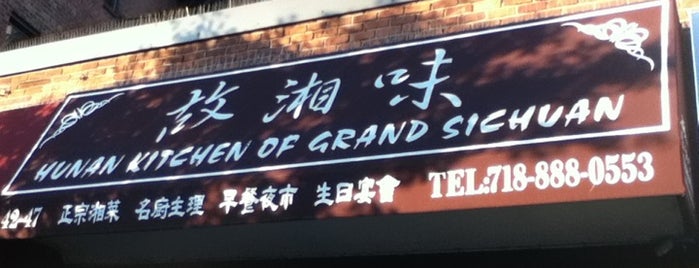 故湘味
HUNAN KITCHEN OF GRAND SICHUAN
42-47 正宗湘菜 名厨主理 早餐夜市 生日宴會 TEL:718-888-0553